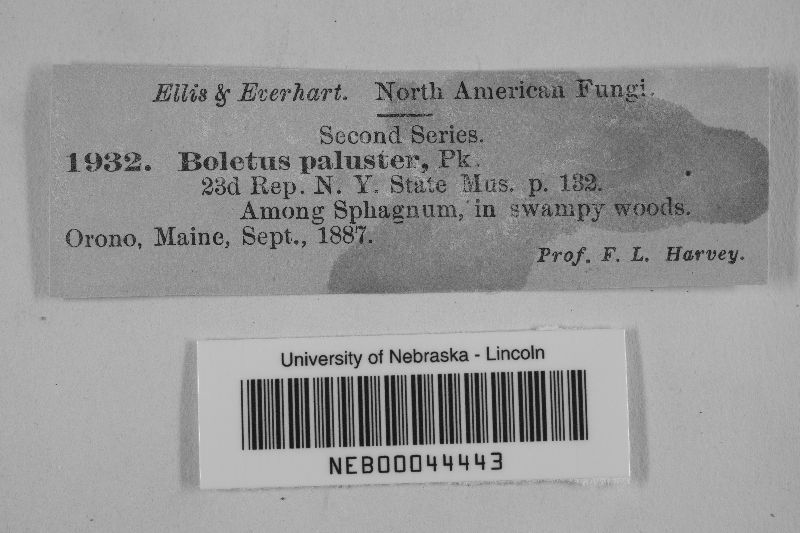 Ellis & Everhart. North American Fungi.
Second Series.
1932. Boletus paluster, Pk.
23d Rep. N. Y. State Mus. p. 132.
Among Sphagnum, in swampy woods.
Orono, Maine, Sept., 1887.
Prof. F. L. Harvey.
University of Nebraska - Lincoln
NEB00044443